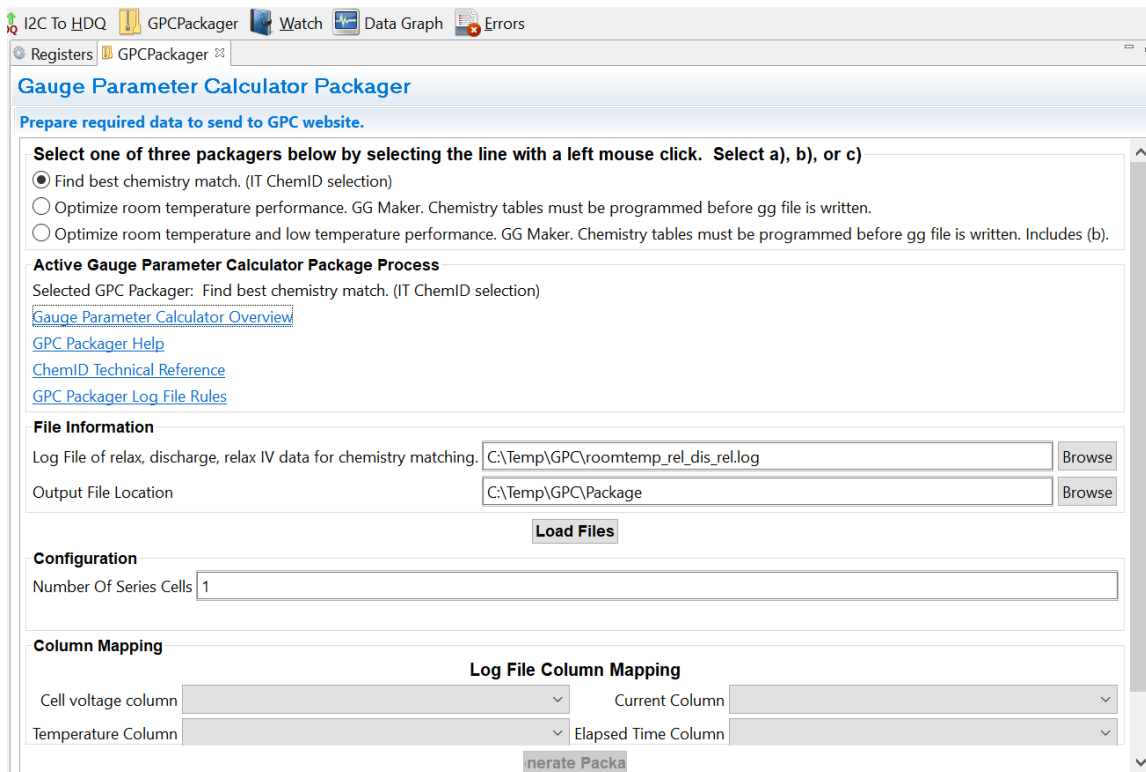 I2C To HDQ GPCPackager Watch Data Graph Errors
Registers GPCPackager
Gauge Parameter Calculator Packager
Prepare required data to send to GPC website.
Select one of three packagers below by selecting the line with a left mouse click. Select a), b), or c)
Find best chemistry match. (IT ChemID selection)
Optimize room temperature performance. GG Maker. Chemistry tables must be programmed before gg file is written.
Optimize room temperature and low temperature performance. GG Maker. Chemistry tables must be programmed before gg file is written. Includes (b).
Active Gauge Parameter Calculator Package Process
Selected GPC Packager: Find best chemistry match. (IT ChemID selection)
Gauge Parameter Calculator Overview
GPC Packager Help
ChemID Technical Reference
GPC Packager Log File Rules
File Information
Log File of relax, discharge, relax IV data for chemistry matching. C:\Temp\GPC\roomtemp_rel_dis_rel.log Browse
Output File Location C:\Temp\GPC\Package Browse
Load Files
Configuration
Number Of Series Cells 1
Column Mapping
Log File Column Mapping
Cell voltage column Current Column
Temperature Column Elapsed Time Column
nerate Packa